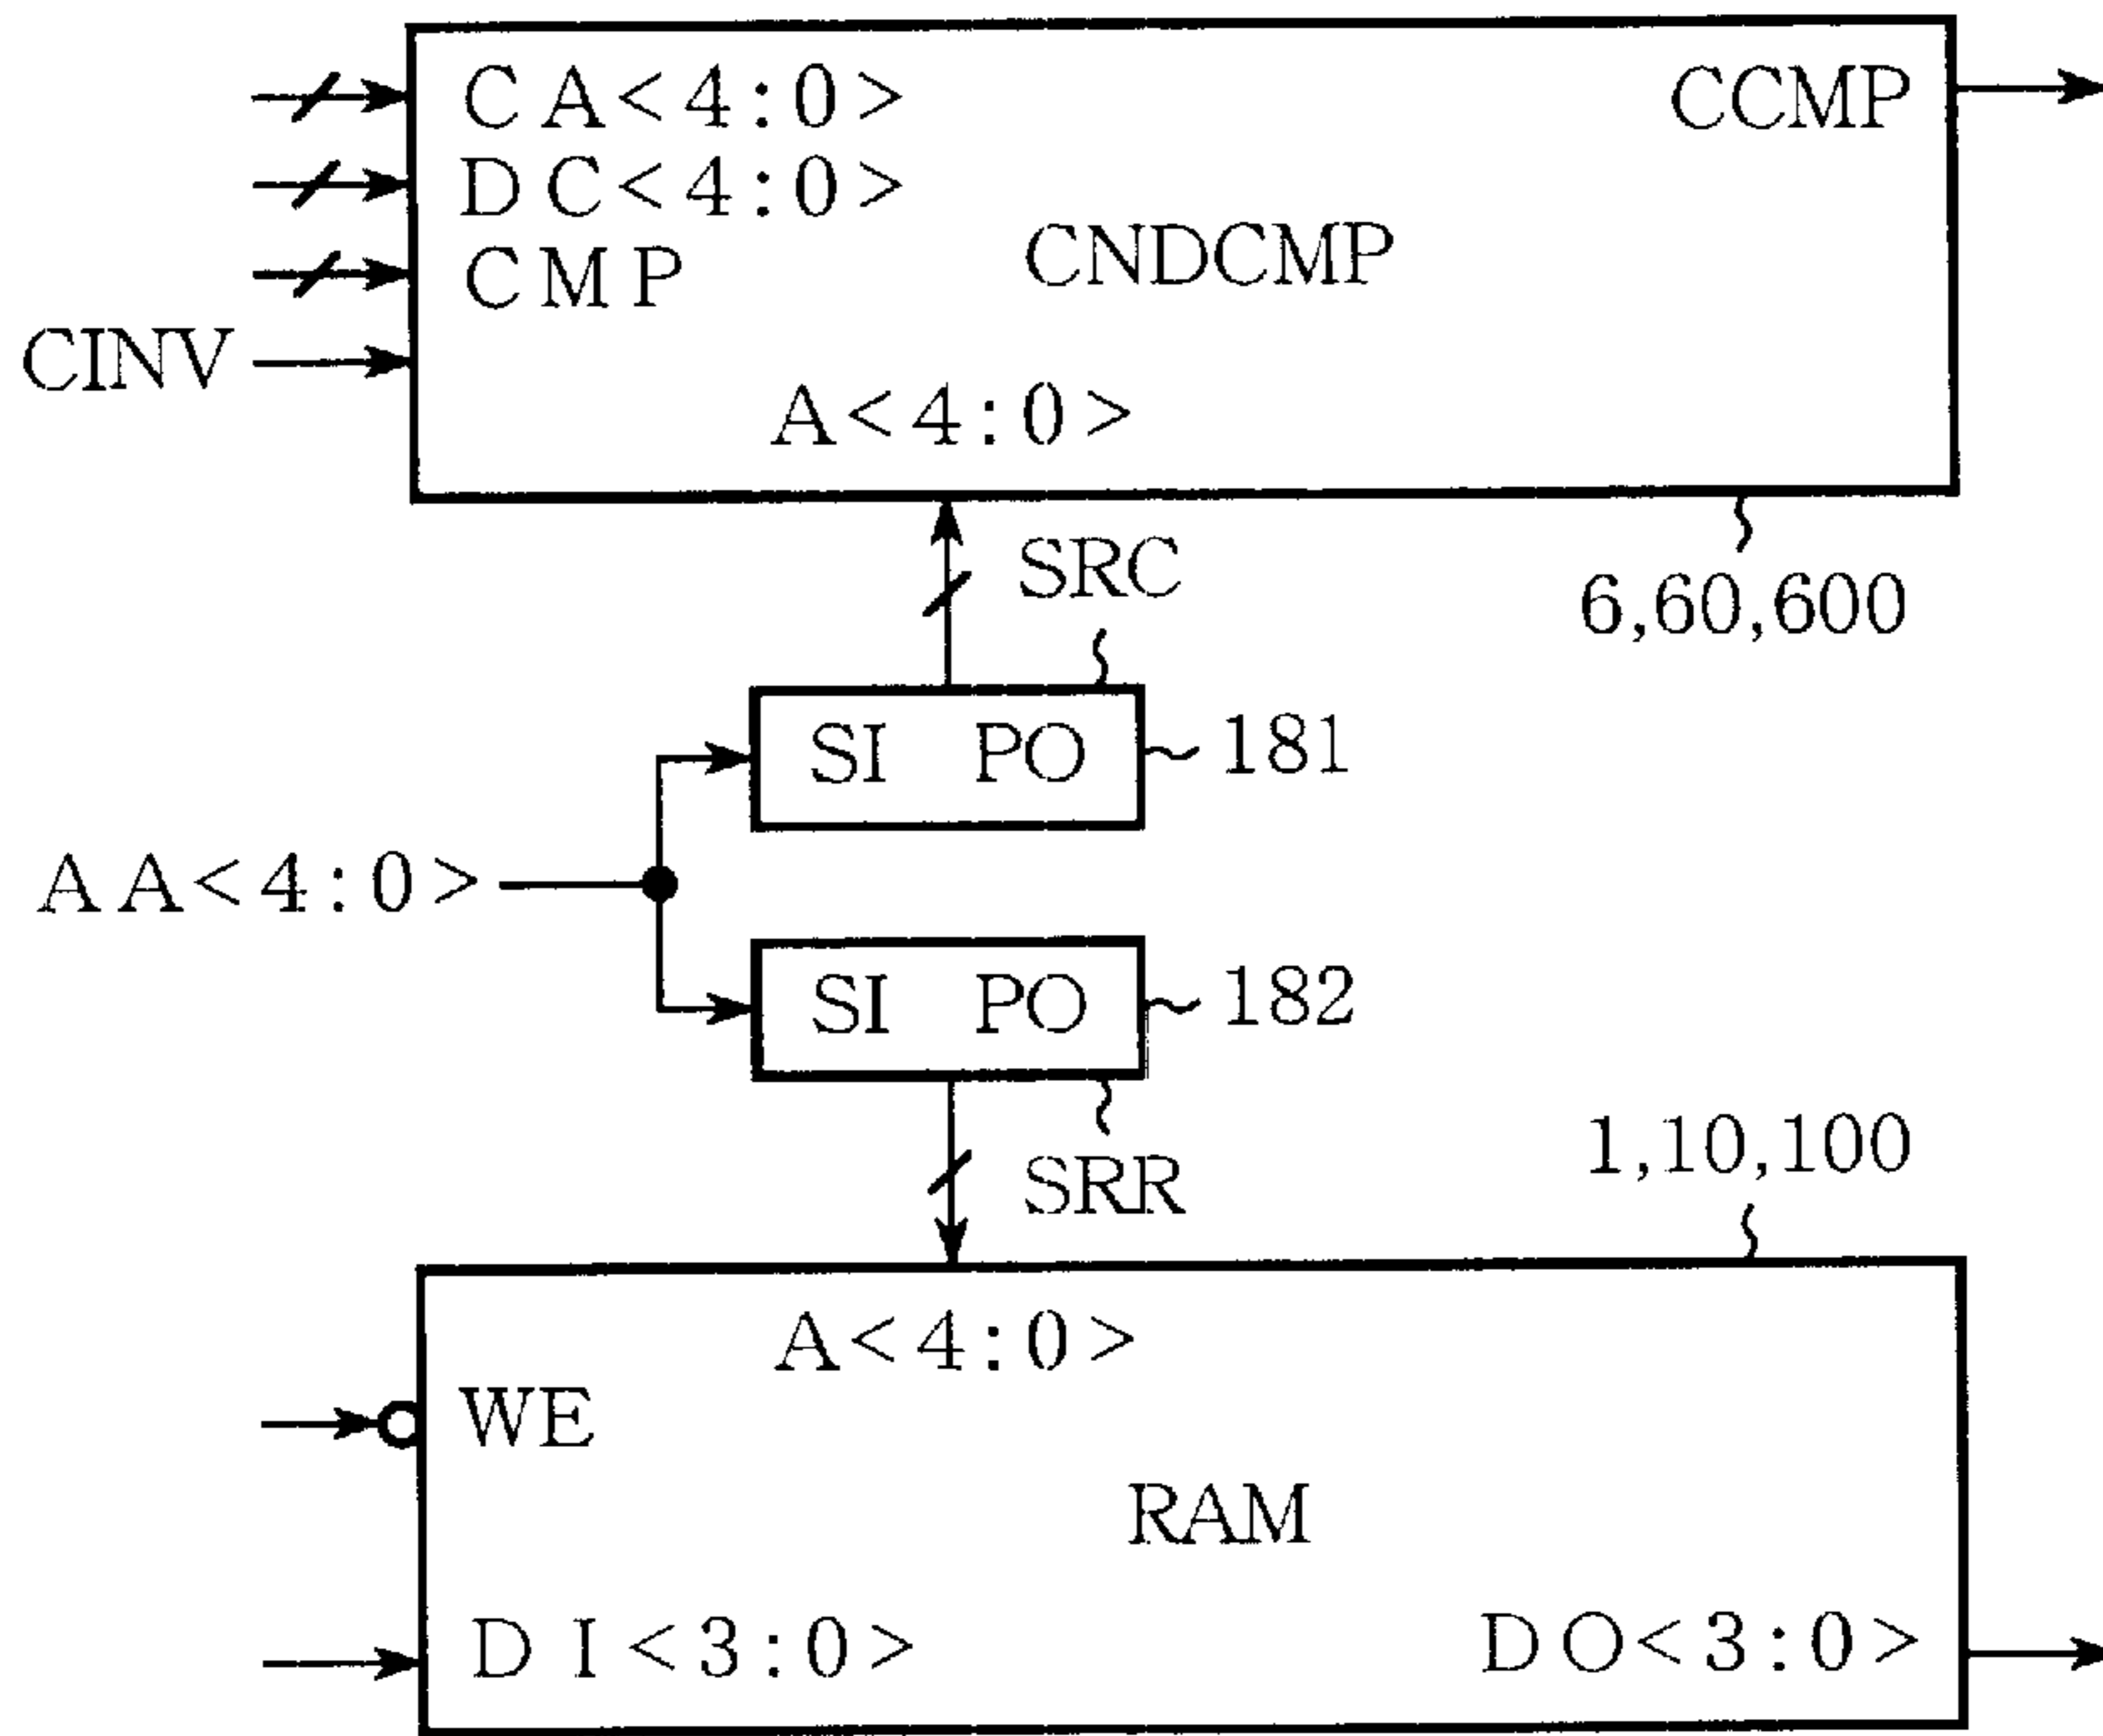 CA<4:0>
CCMP
DC<4:0>
CMP
CNDCMP
CINV
A<4:0>
SRC
6,60,600
SI PO
181
AA<4:0>
SI PO
182
SRR
1,10,100
A<4:0>
WE
RAM
DI<3:0>
DO<3:0>